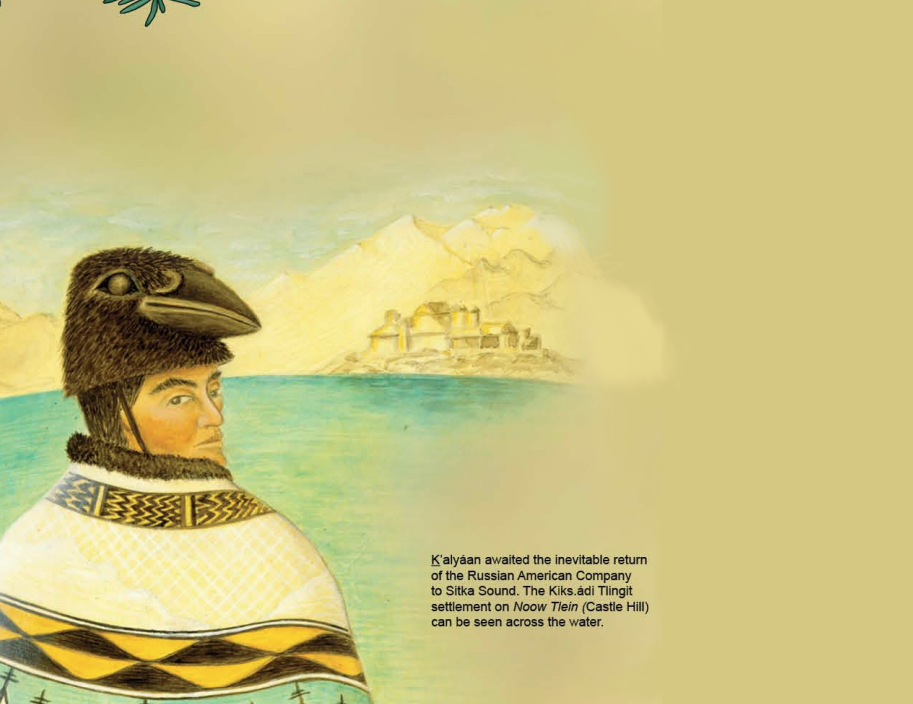 Ḵ'alyáan awaited the inevitable return
of the Russian American Company
to Sitka Sound. The Kiks.ádi Tlingit
settlement on Noow Tlein (Castle Hill)
can be seen across the water.